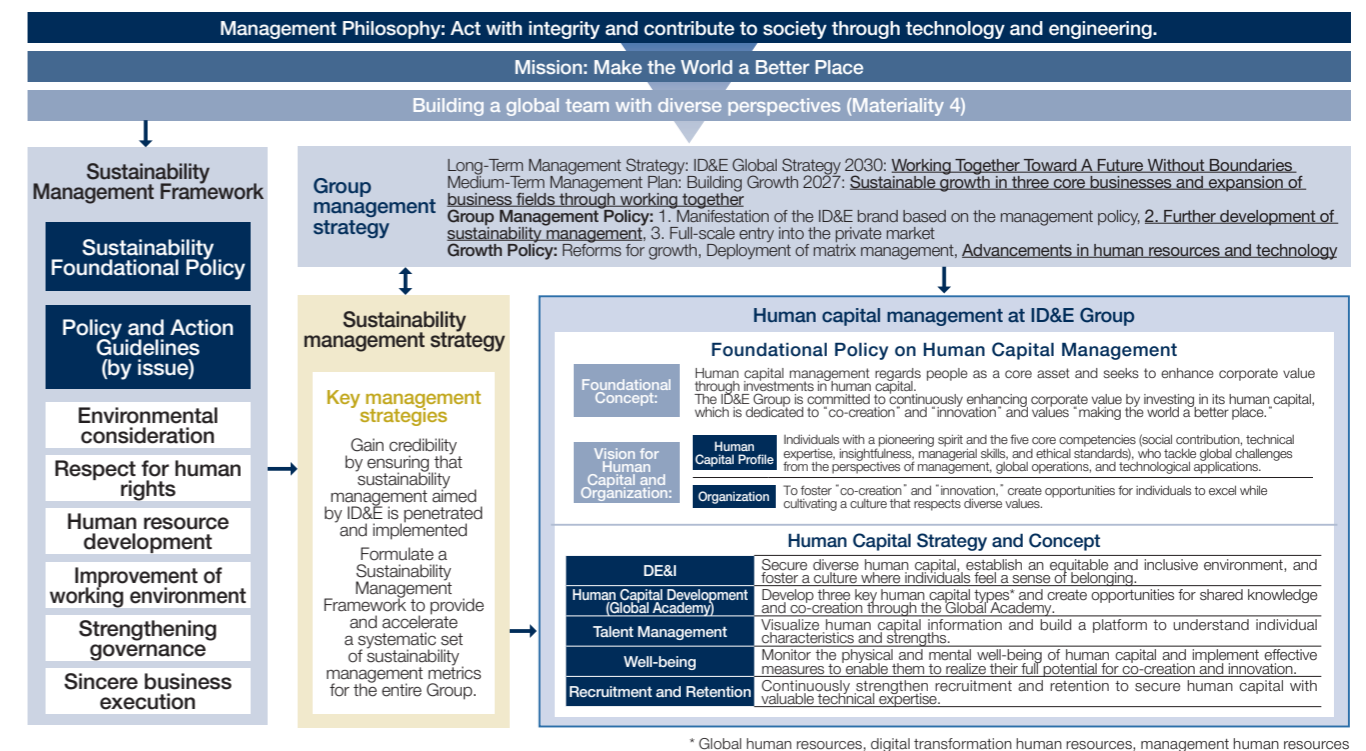 Management Philosophy: Act with integrity and contribute to society through technology and engineering.
Mission: Make the World a Better Place
Building a global team with diverse perspectives (Materiality 4)
Sustainability
Management Framework
Sustainability
Foundational Policy
Policy and Action
Guidelines
(by issue)
Environmental
consideration
Respect for human
rights
Human resource
development
Improvement of
working environment
Strengthening
governance
Sincere business
execution
Group
management
strategy
Long-Term Management Strategy: ID&E Global Strategy 2030: Working Together Toward A Future Without Boundaries
Medium-Term Management Plan: Building Growth 2027: Sustainable growth in three core businesses and expansion of
business fields through working together
Group Management Policy: 1. Manifestation of the ID&E brand based on the management policy, 2. Further development of
sustainability management, 3. Full-scale entry into the private market
Growth Policy: Reforms for growth, Deployment of matrix management, Advancements in human resources and technology
Sustainability
management strategy
Key management
strategies
Gain credibility
by ensuring that
sustainability
management aimed
by ID&E is penetrated
and implemented
Formulate a
Sustainability
Management
Framework to provide
and accelerate
a systematic set
of sustainability
management metrics
for the entire Group.
Human capital management at ID&E Group
Foundational Policy on Human Capital Management
Foundational
Concept:
Human capital management regards people as a core asset and seeks to enhance corporate value
through investments in human capital.
The ID&E Group is committed to continuously enhancing corporate value by investing in its human capital,
which is dedicated to "co-creation" and "innovation" and values "making the world a better place."
Vision for
Human
Capital and
Organization:
Human
Capital Profile
Individuals with a pioneering spirit and the five core competencies (social contribution, technical
expertise, insightfulness, managerial skills, and ethical standards), who tackle global challenges
from the perspectives of management, global operations, and technological applications.
Organization
To foster "co-creation" and "innovation," create opportunities for individuals to excel while
cultivating a culture that respects diverse values.
Human Capital Strategy and Concept
DE&I
Secure diverse human capital, establish an equitable and inclusive environment, and
foster a culture where individuals feel a sense of belonging.
Human Capital Development
(Global Academy)
Develop three key human capital types* and create opportunities for shared knowledge
and co-creation through the Global Academy.
Talent Management
Visualize human capital information and build a platform to understand individual
characteristics and strengths.
Well-being
Monitor the physical and mental well-being of human capital and implement effective
measures to enable them to realize their full potential for co-creation and innovation.
Recruitment and Retention
Continuously strengthen recruitment and retention to secure human capital with
valuable technical expertise.
* Global human resources, digital transformation human resources, management human resources